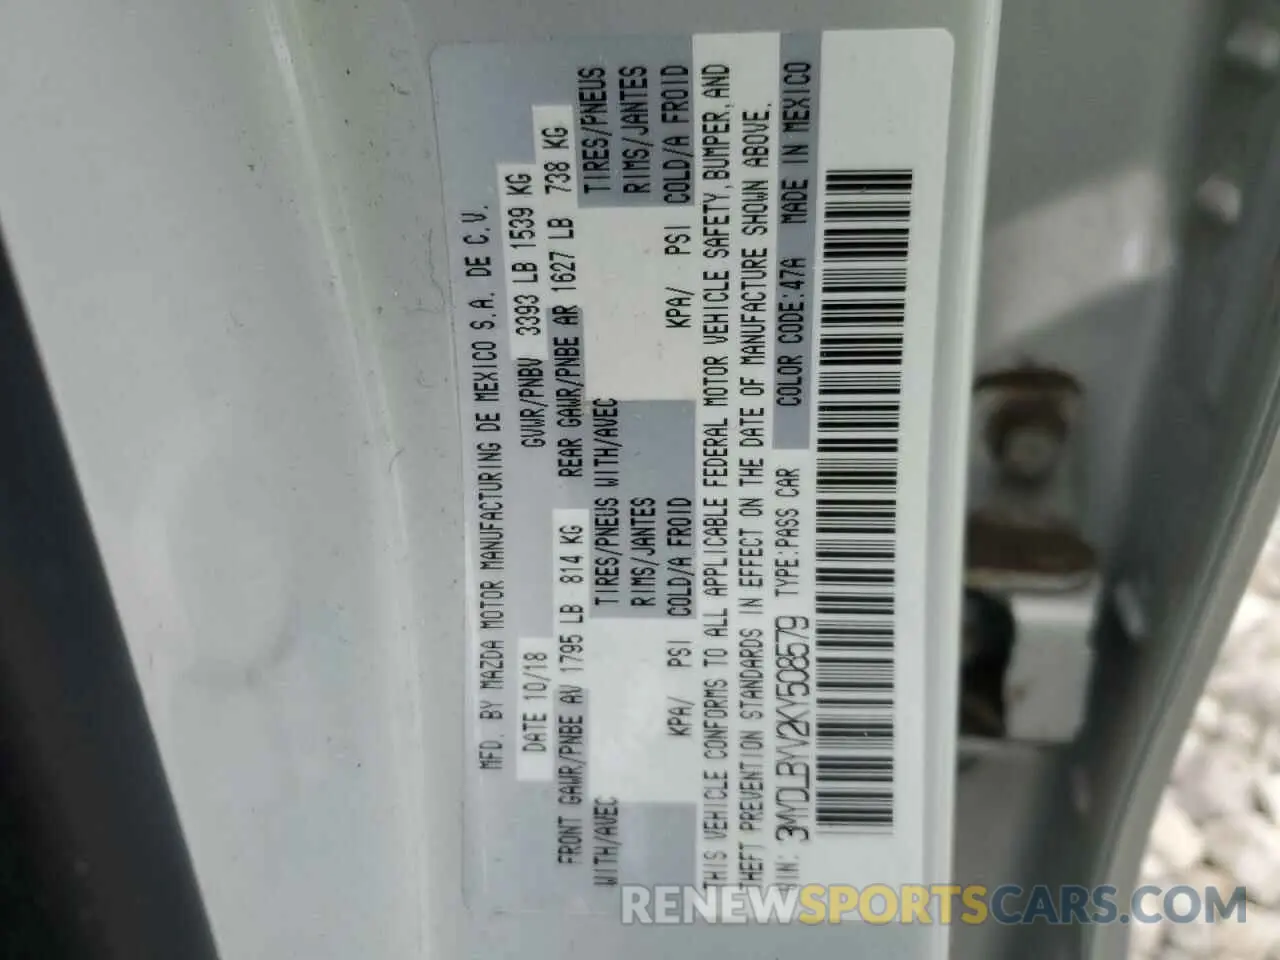 MFD. BY MAZDA MOTOR MANUFACTURING DE MEXICO S.A. DE C.V.
DATE 10/18 GVWR/PNBV 3393 LB 1539 KG
FRONT GAWR/PNBE AV 1795 LB 814 KG REAR GAWR/PNBE AR 1627 LB 738 KG
WITH/AVEC TIRES/PNEUS WITH/AVEC TIRES/PNEUS
RIMS/JANTES RIMS/JANTES
KPA/ PSI COLD/A FROID KPA/ PSI COLD/A FROID
THIS VEHICLE CONFORMS TO ALL APPLICABLE FEDERAL MOTOR VEHICLE SAFETY, BUMPER, AND
THEFT PREVENTION STANDARDS IN EFFECT ON THE DATE OF MANUFACTURE SHOWN ABOVE.
VIN: 3MYDLBYV2KY508579 TYPE:PASS CAR COLOR CODE:47A MADE IN MEXICO
RENEWSPORTSCARS.COM